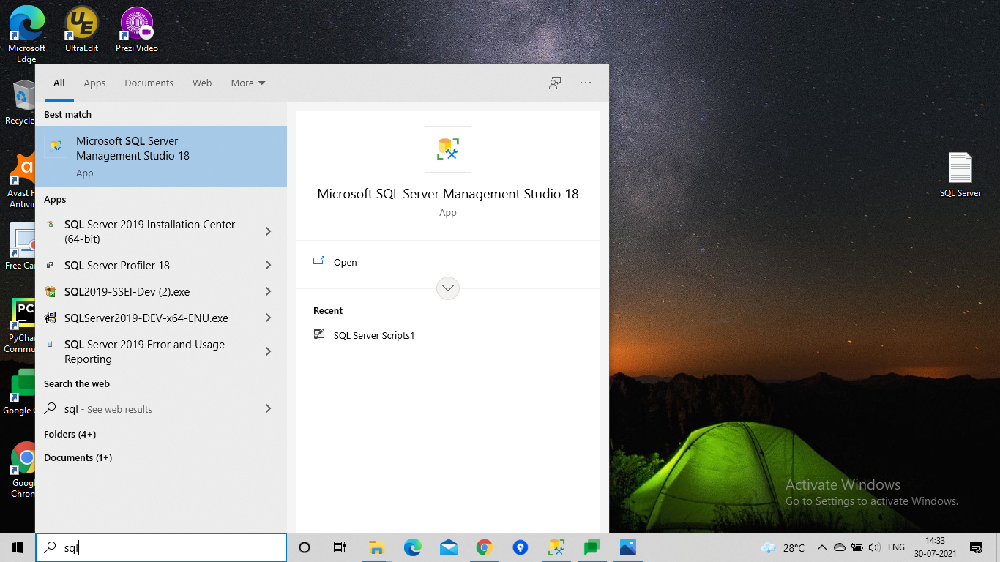 Microsoft
Edge
UltraEdit
Prezi Video
Recycle
Avast F
Antivir
Free Ca
PC
PyChar
Commu
Google
Googl
Chrom
All
Apps
Documents
Web
More
Best match
Microsoft SQL Server
Management Studio 18
App
Apps
SQL Server 2019 Installation Center
(64-bit)
SQL Server Profiler 18
SQL2019-SSEI-Dev (2).exe
SQLServer2019-DEV-x64-ENU.exe
SQL Server 2019 Error and Usage
Reporting
Search the web
sql - See web results
Folders (4+)
Documents (1+)
Microsoft SQL Server Management Studio 18
App
Open
Recent
SQL Server Scripts1
SQL Server
Activate Windows
Go to Settings to activate Windows.
sql
28°C
ENG
14:33
30-07-2021